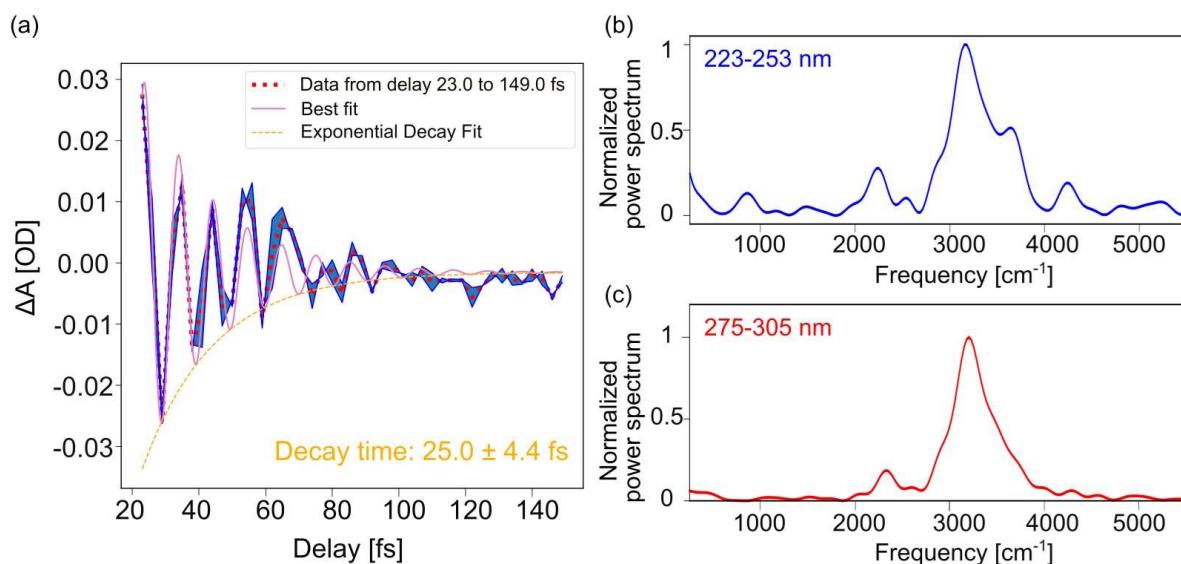 (a)
0.03
0.02
0.01
0.00
-0.01
-0.02
-0.03
ΔA [OD]
Data from delay 23.0 to 149.0 fs
Best fit
Exponential Decay Fit
Decay time: 25.0 ± 4.4 fs
20 40 60 80 100 120 140
Delay [fs]
(b)
223-253 nm
Normalized
power spectrum
1
0.5
0
1000 2000 3000 4000 5000
Frequency [cm⁻¹]
(c)
275-305 nm
Normalized
power spectrum
1
0.5
0
1000 2000 3000 4000 5000
Frequency [cm⁻¹]